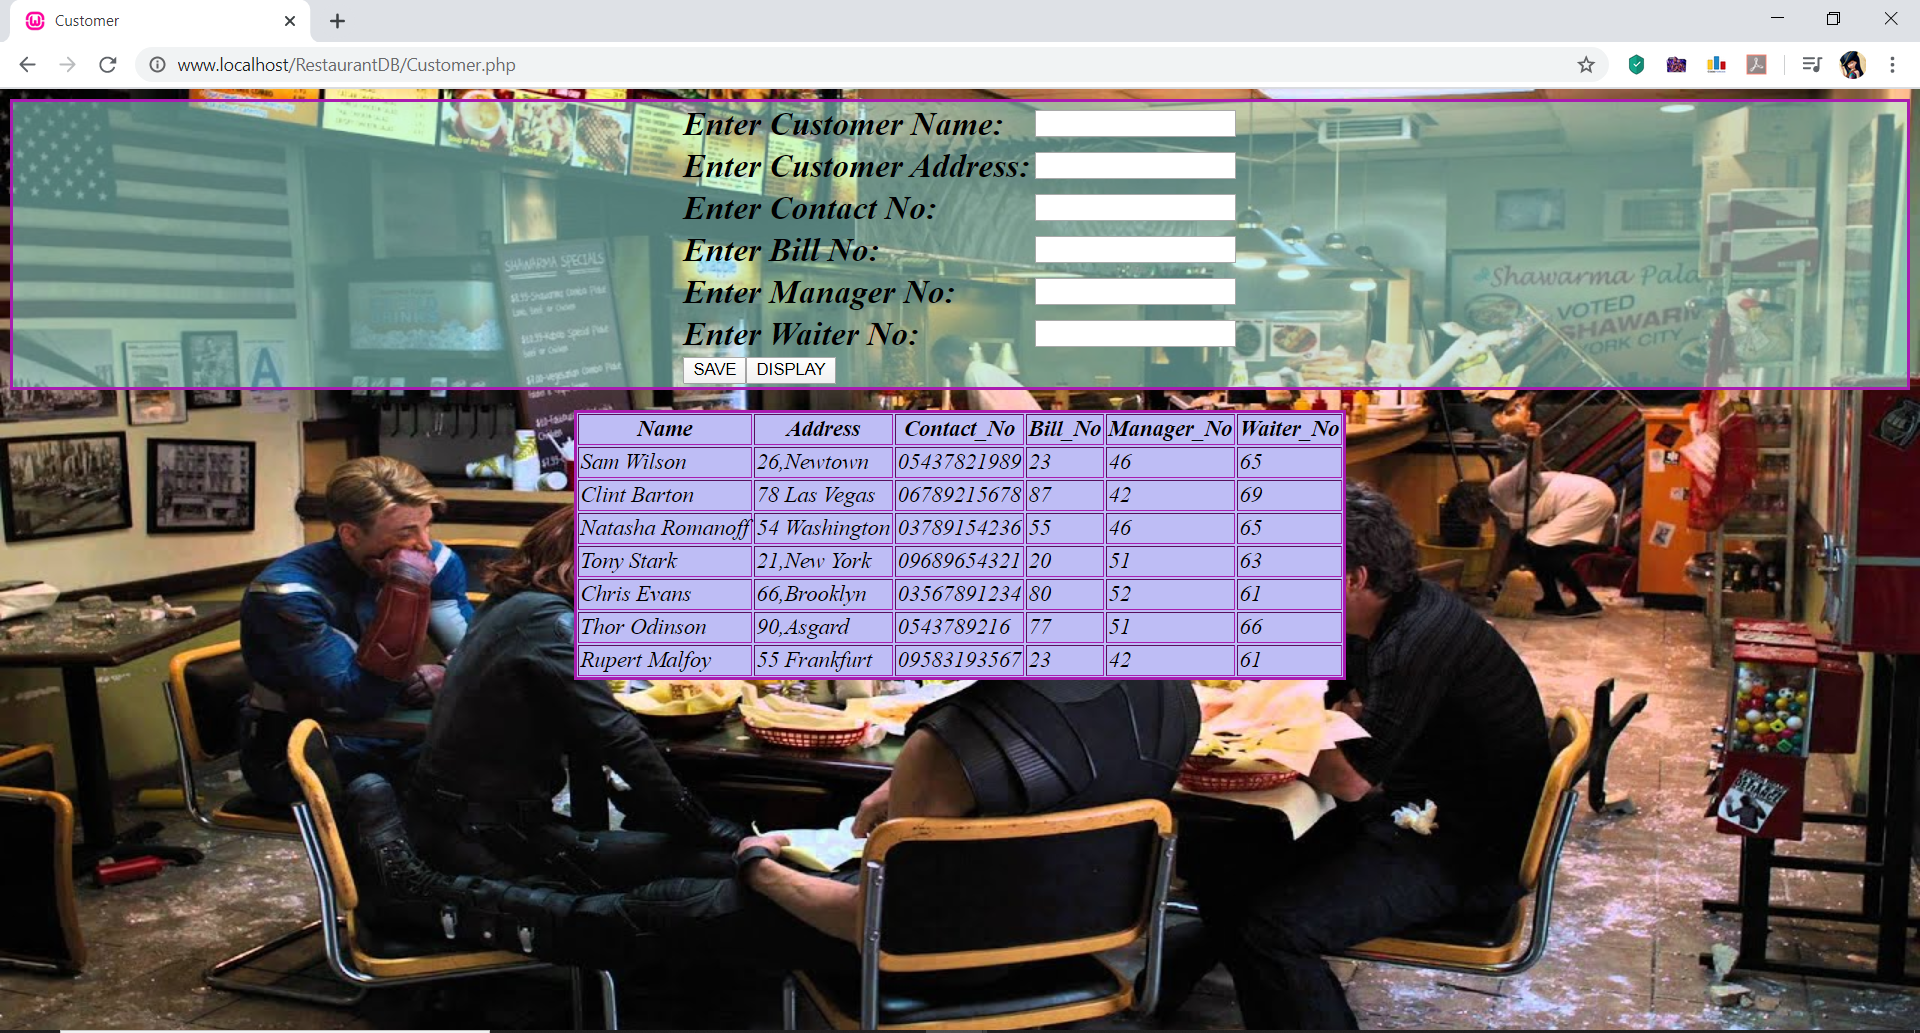 Customer
www.localhost/RestaurantDB/Customer.php
Enter Customer Name:
Enter Customer Address:
Enter Contact No:
Enter Bill No:
Enter Manager No:
Enter Waiter No:
SAVE DISPLAY
SHAWARMA SPECIALS
Shawarma Pala
VOTED
SHAWARM
YORK CITY
A
Name Address Contact_No Bill_No Manager_No Waiter_No
Sam Wilson 26,Newtown 05437821989 23 46 65
Clint Barton 78 Las Vegas 06789215678 87 42 69
Natasha Romanoff 54 Washington 03789154236 55 46 65
Tony Stark 21,New York 09689654321 20 51 63
Chris Evans 66,Brooklyn 03567891234 80 52 61
Thor Odinson 90,Asgard 0543789216 77 51 66
Rupert Malfoy 55 Frankfurt 09583193567 23 42 61